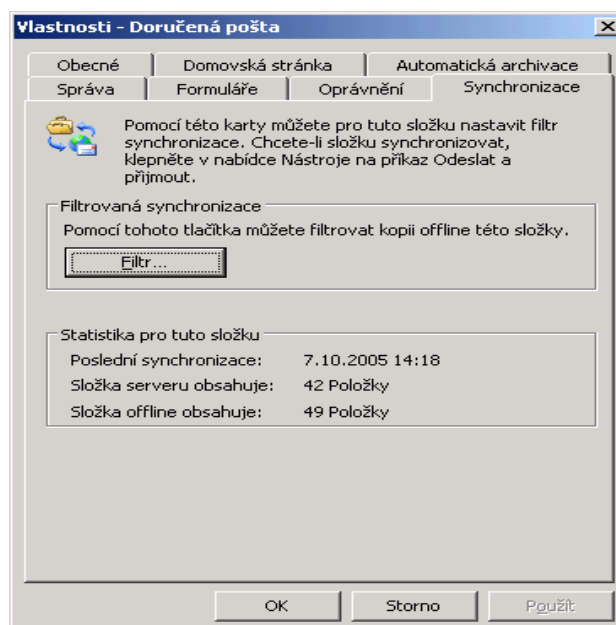 Vlastnosti - Doručená pošta
Obecné Domovská stránka Automatická archivace
Správa Formuláře Oprávnění Synchronizace
Pomocí této karty můžete pro tuto složku nastavit filtr
synchronizace. Chcete-li složku synchronizovat,
klepněte v nabídce Nástroje na příkaz Odeslat a
přijmout.
Filtrovaná synchronizace
Pomocí tohoto tlačítka můžete filtrovat kopii offline této složky.
Filtr...
Statistika pro tuto složku
Poslední synchronizace: 7.10.2005 14:18
Složka serveru obsahuje: 42 Položky
Složka offline obsahuje: 49 Položky
OK Storno Použít